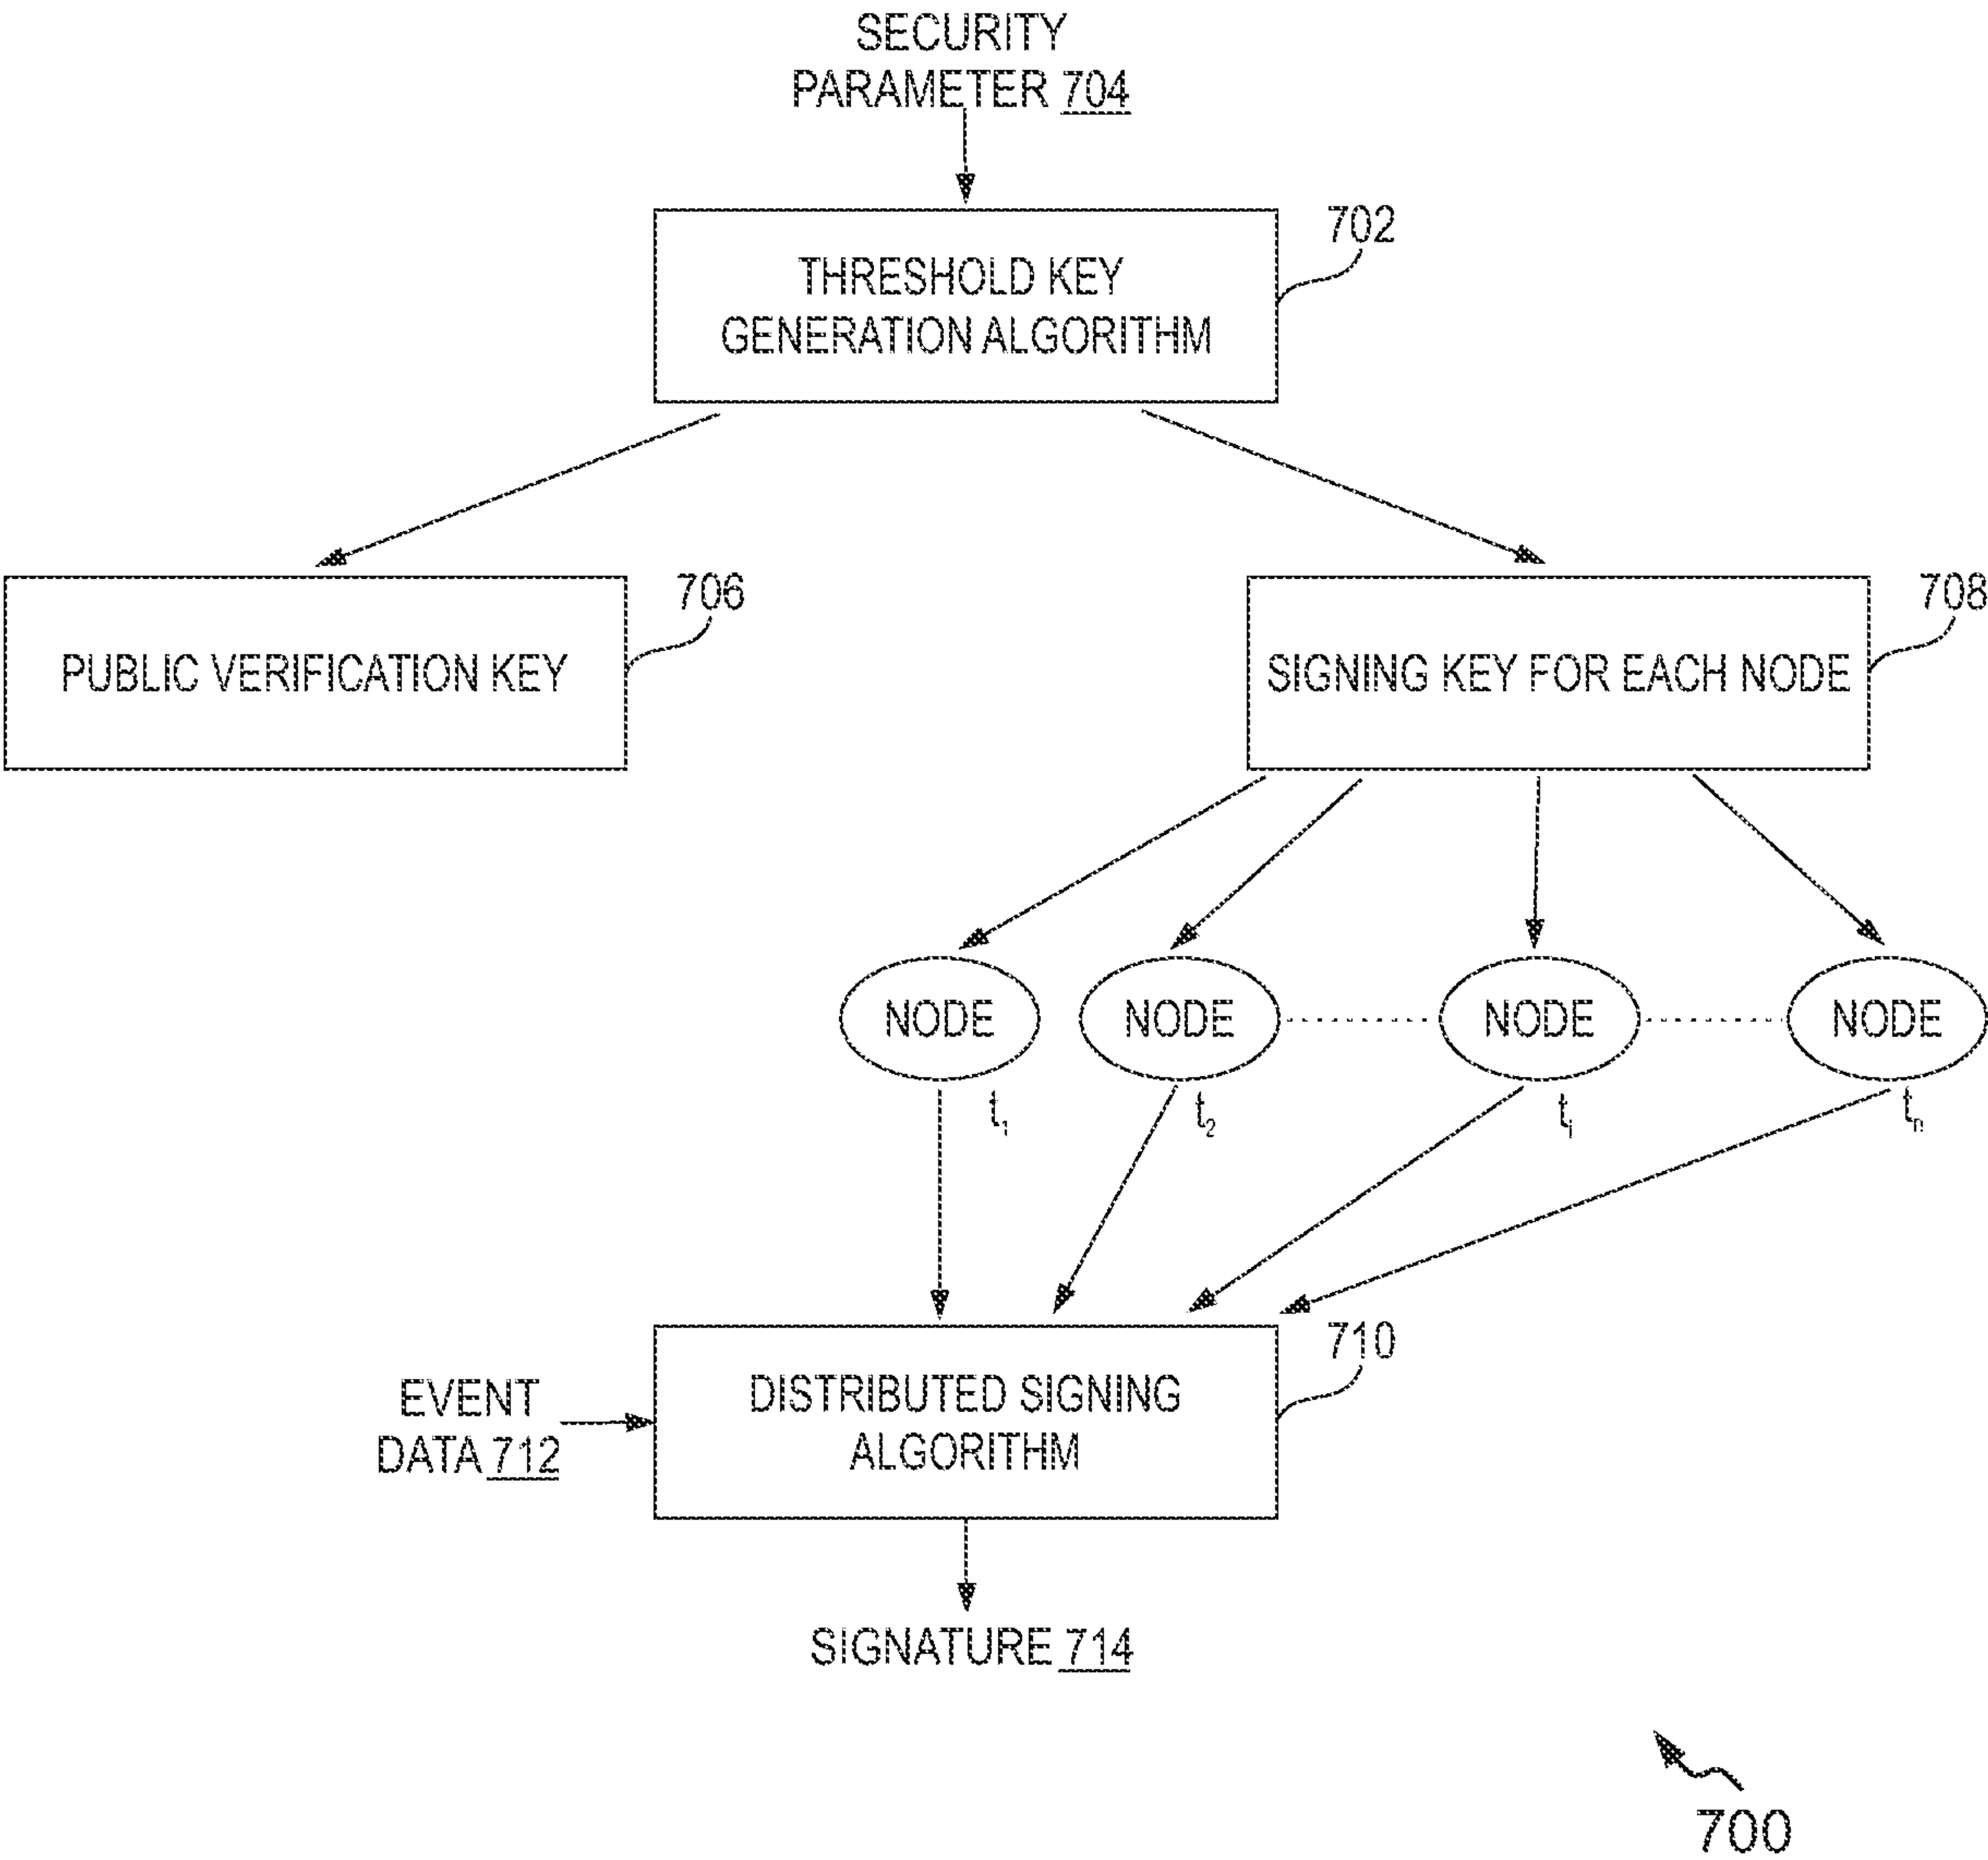 SECURITY
PARAMETER 704
702
THRESHOLD KEY
GENERATION ALGORITHM
706
708
PUBLIC VERIFICATION KEY
SIGNING KEY FOR EACH NODE
NODE
NODE
NODE
NODE
t1
t2
ti
tn
710
EVENT
DATA 712
DISTRIBUTED SIGNING
ALGORITHM
SIGNATURE 714
700